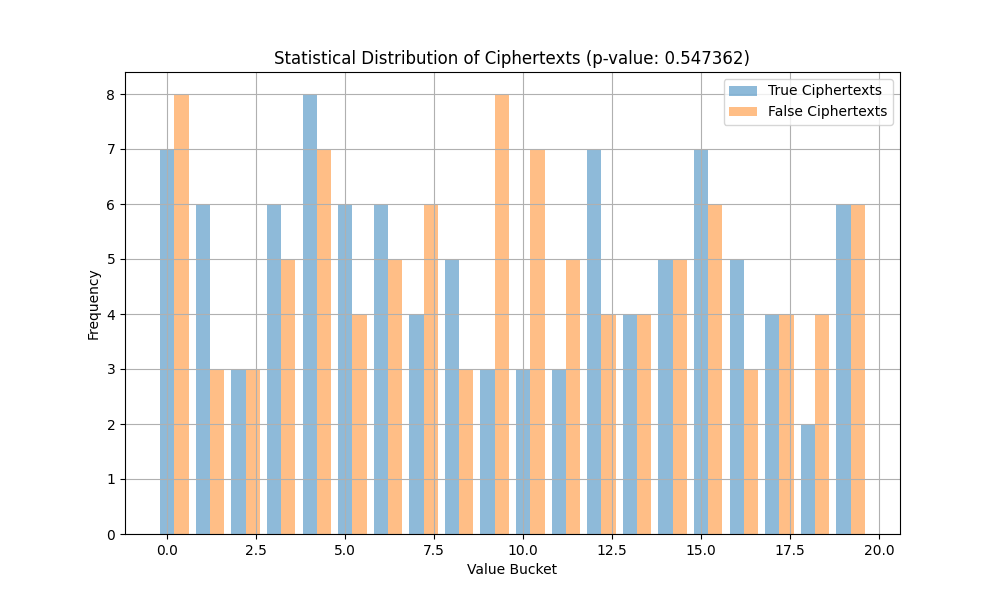 Statistical Distribution of Ciphertexts (p-value: 0.547362)
True Ciphertexts
False Ciphertexts
8
7
6
5
4
3
2
1
0
Frequency
0.0 2.5 5.0 7.5 10.0 12.5 15.0 17.5 20.0
Value Bucket